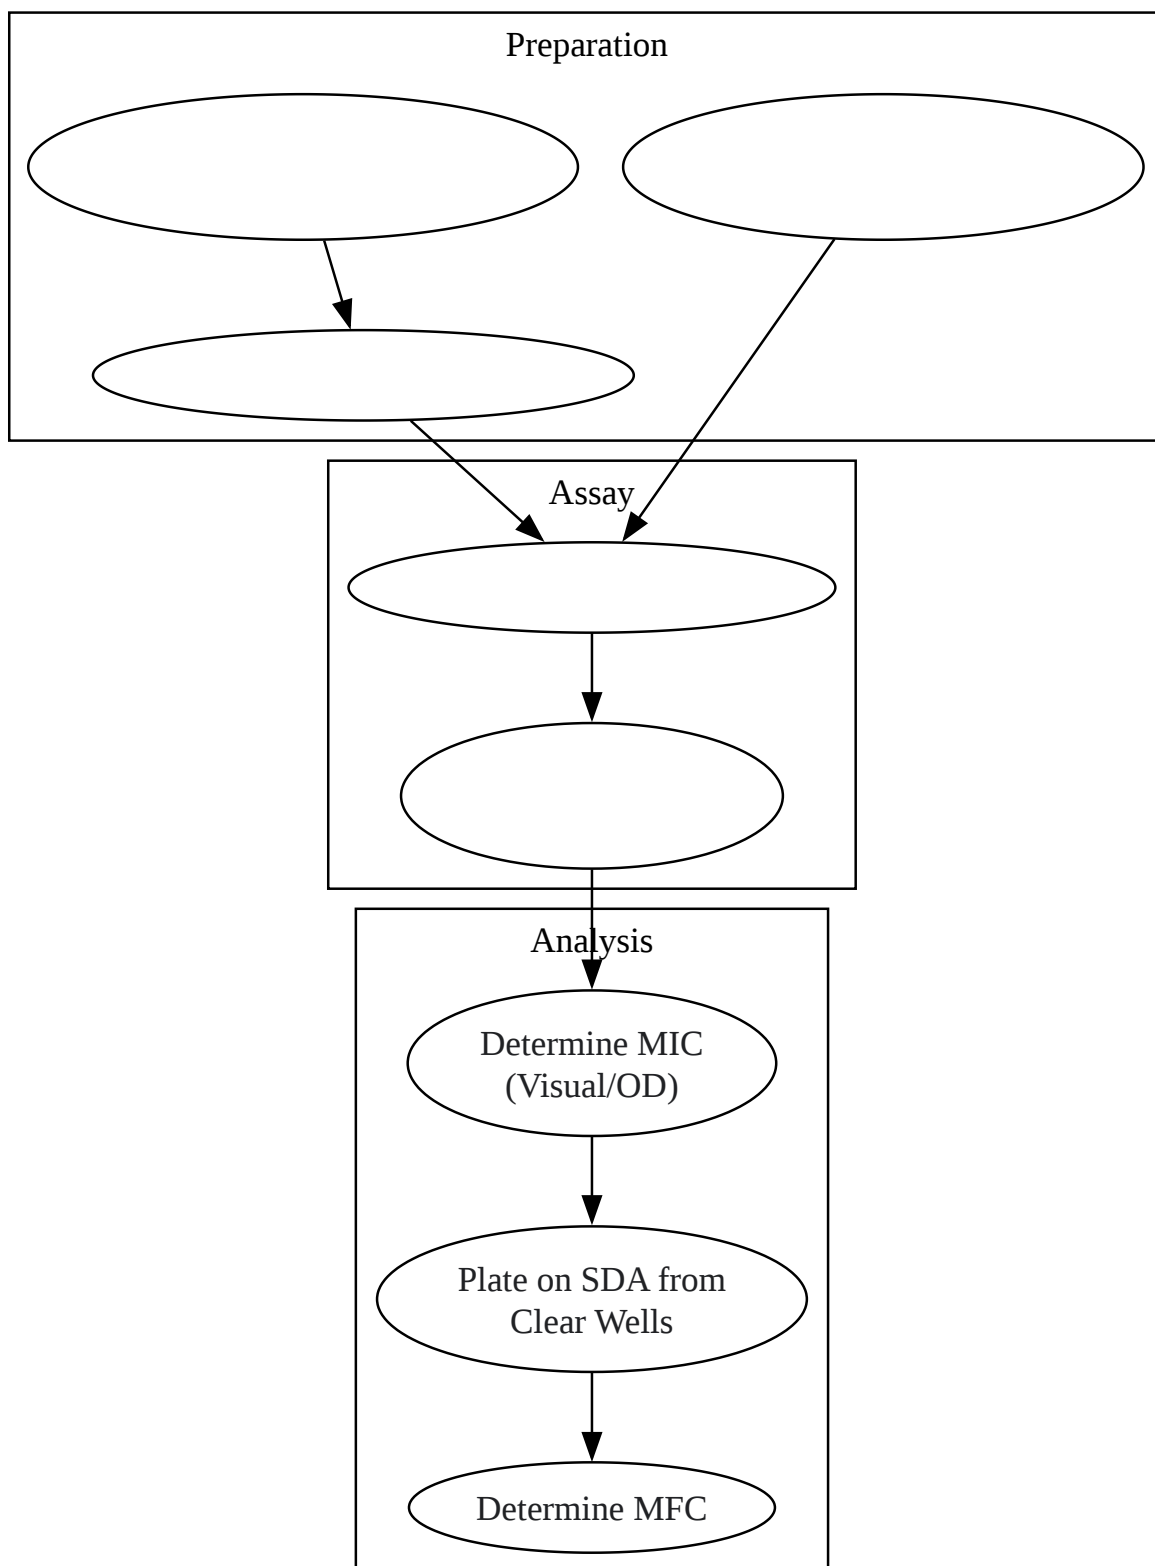 Preparation
Assay
Analysis
Determine MIC
(Visual/OD)
Plate on SDA from
Clear Wells
Determine MFC